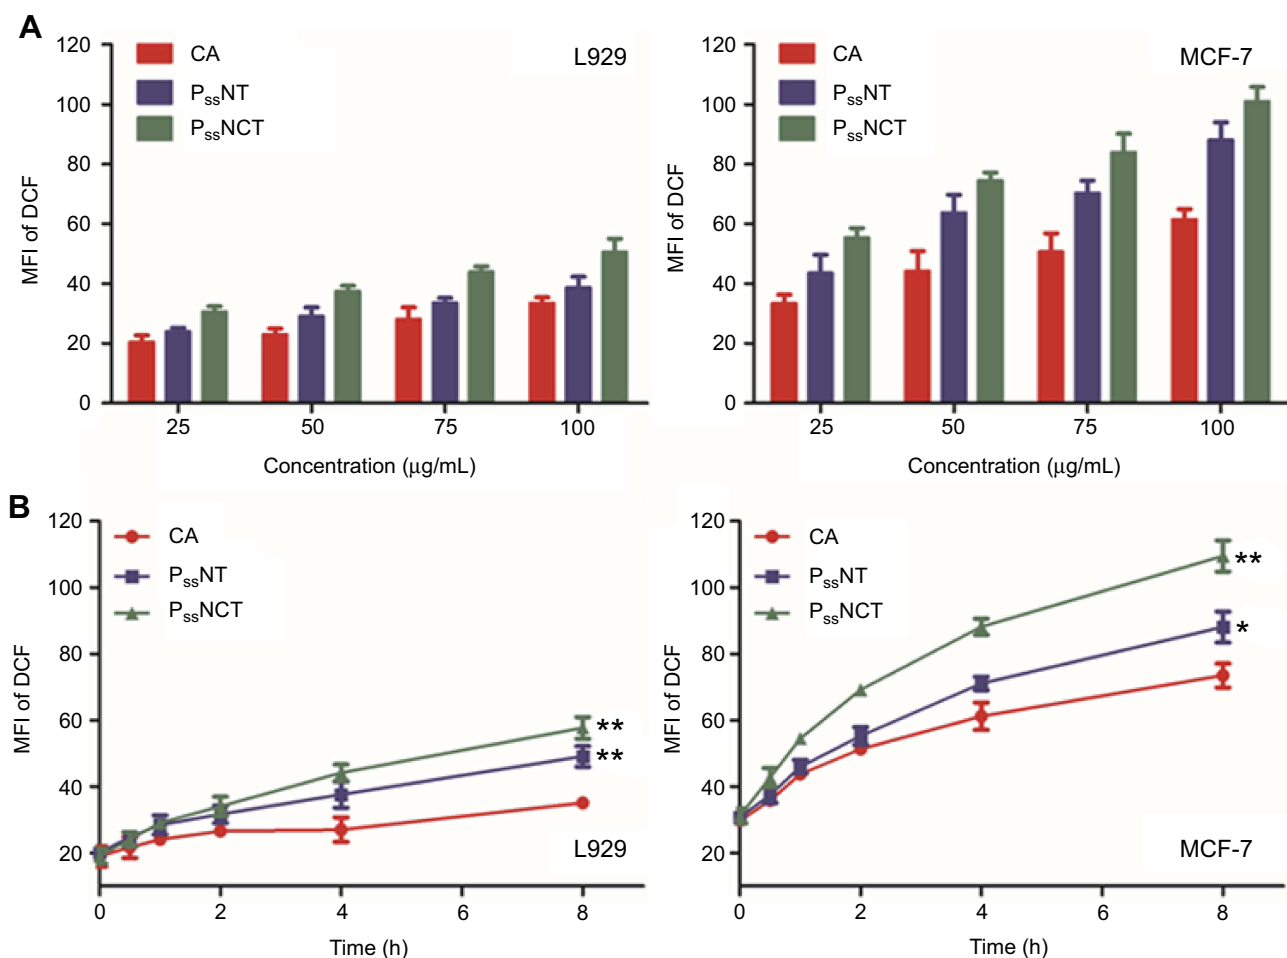 A
120
100
80
60
40
20
0
MFI of DCF
CA
PssNT
PssNCT
L929
25 50 75 100
Concentration (μg/mL)
120
100
80
60
40
20
0
MFI of DCF
CA
PssNT
PssNCT
MCF-7
25 50 75 100
Concentration (μg/mL)
B
120
100
80
60
40
20
MFI of DCF
CA
PssNT
PssNCT
**
**
L929
0 2 4 6 8
Time (h)
120
100
80
60
40
20
MFI of DCF
CA
PssNT
PssNCT
**
*
MCF-7
0 2 4 6 8
Time (h)